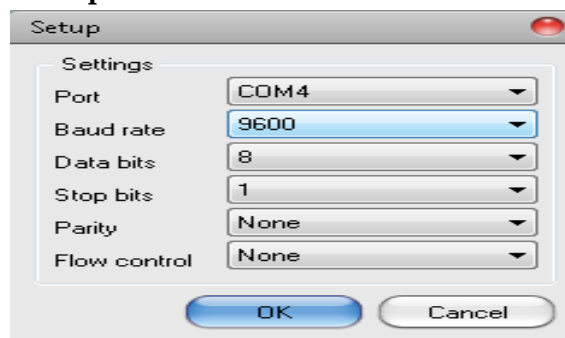 Setup
Settings
Port COM4
Baud rate 9600
Data bits 8
Stop bits 1
Parity None
Flow control None
OK Cancel